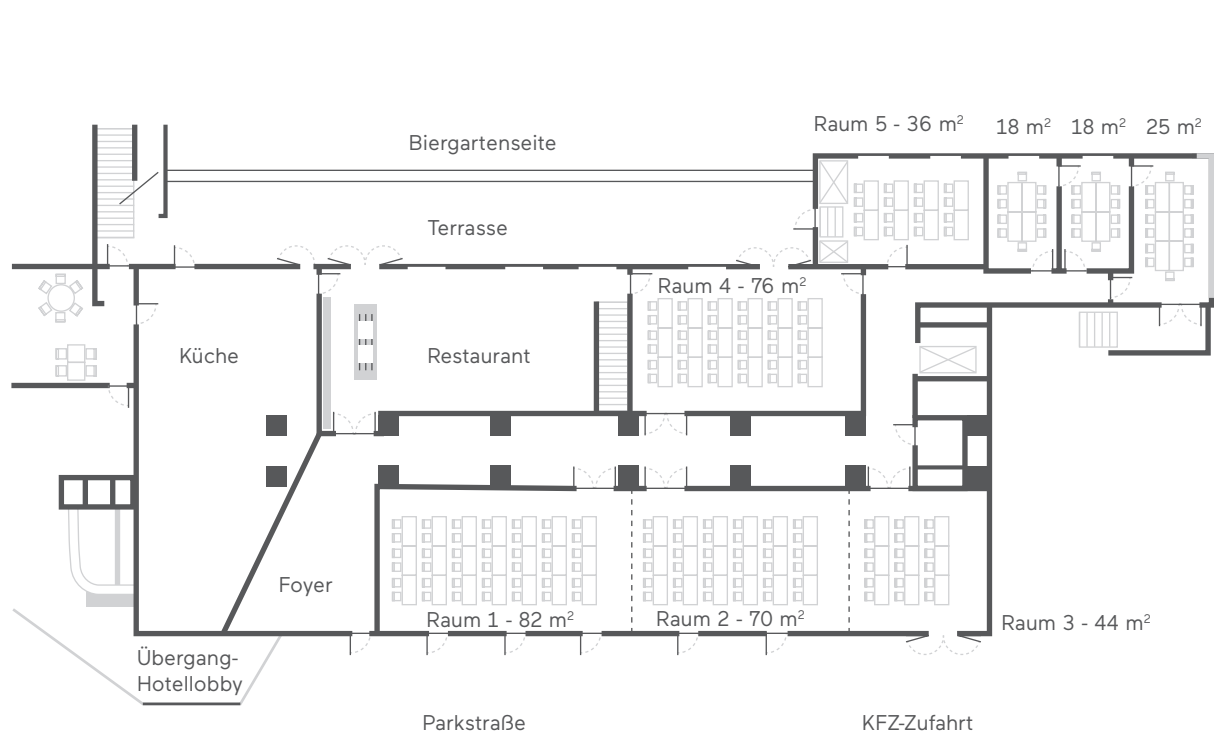 Raum 5 - 36 m²
18 m²
18 m²
25 m²
Biergartenseite
Terrasse
Raum 4 - 76 m²
Küche
Restaurant
Foyer
Raum 1 - 82 m²
Raum 2 - 70 m²
Raum 3 - 44 m²
Übergang-
Hotellobby
Parkstraße
KFZ-Zufahrt